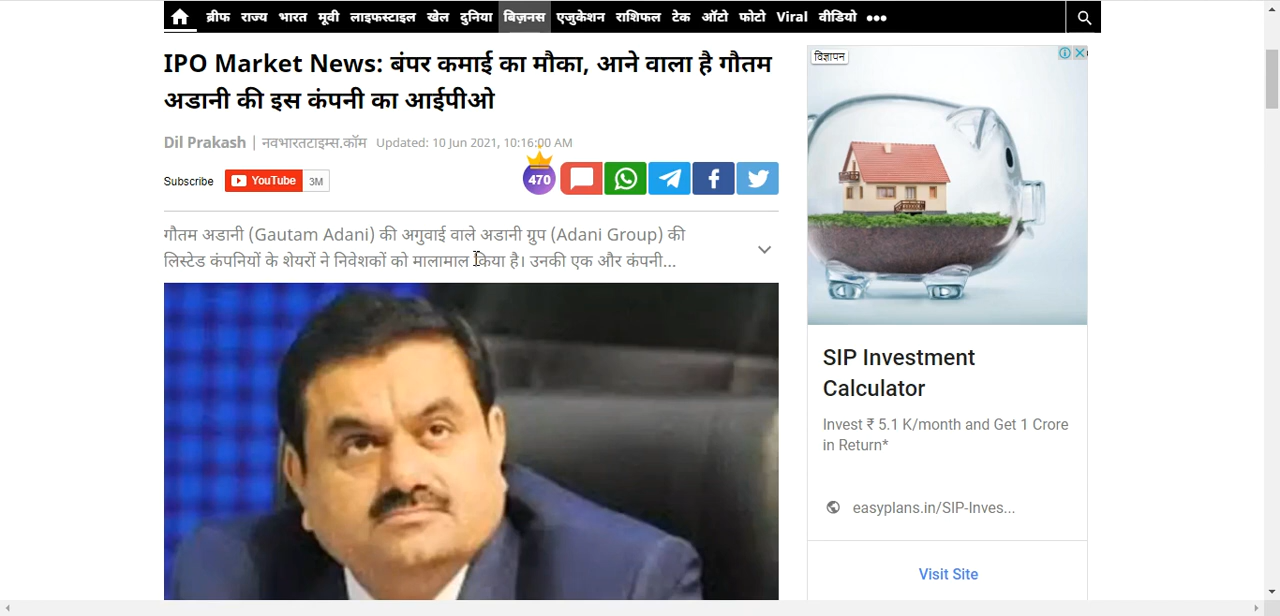 ब्रीफ राज्य भारत मूवी लाइफस्टाइल खेल दुनिया बिज़नस एजुकेशन राशिफल टेक ऑटो फोटो Viral वीडियो •••
IPO Market News: बंपर कमाई का मौका, आने वाला है गौतम
अडानी की इस कंपनी का आईपीओ
Dil Prakash | नवभारतटाइम्स.कॉम Updated: 10 Jun 2021, 10:16:00 AM
Subscribe YouTube 3M
470
गौतम अडानी (Gautam Adani) की अगुवाई वाले अडानी ग्रुप (Adani Group) की
लिस्टेड कंपनियों के शेयरों ने निवेशकों को मालामाल किया है। उनकी एक और कंपनी...
विज्ञापन
SIP Investment
Calculator
Invest ₹ 5.1 K/month and Get 1 Crore
in Return*
easyplans.in/SIP-Inves...
Visit Site